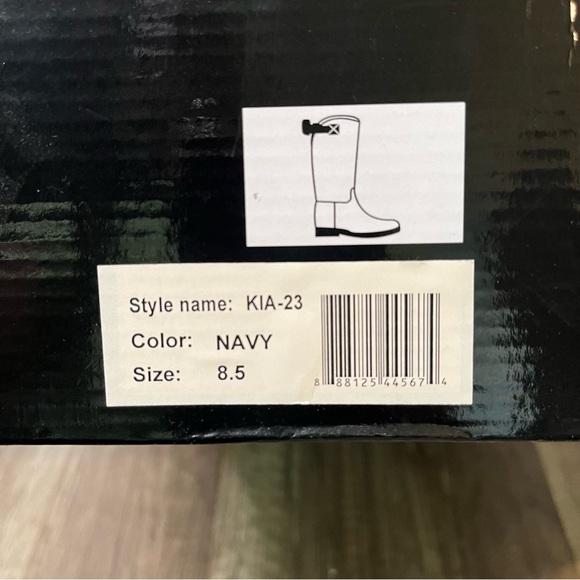 Style name: KIA-23
Color: NAVY
Size: 8.5
8 88125 44567 4